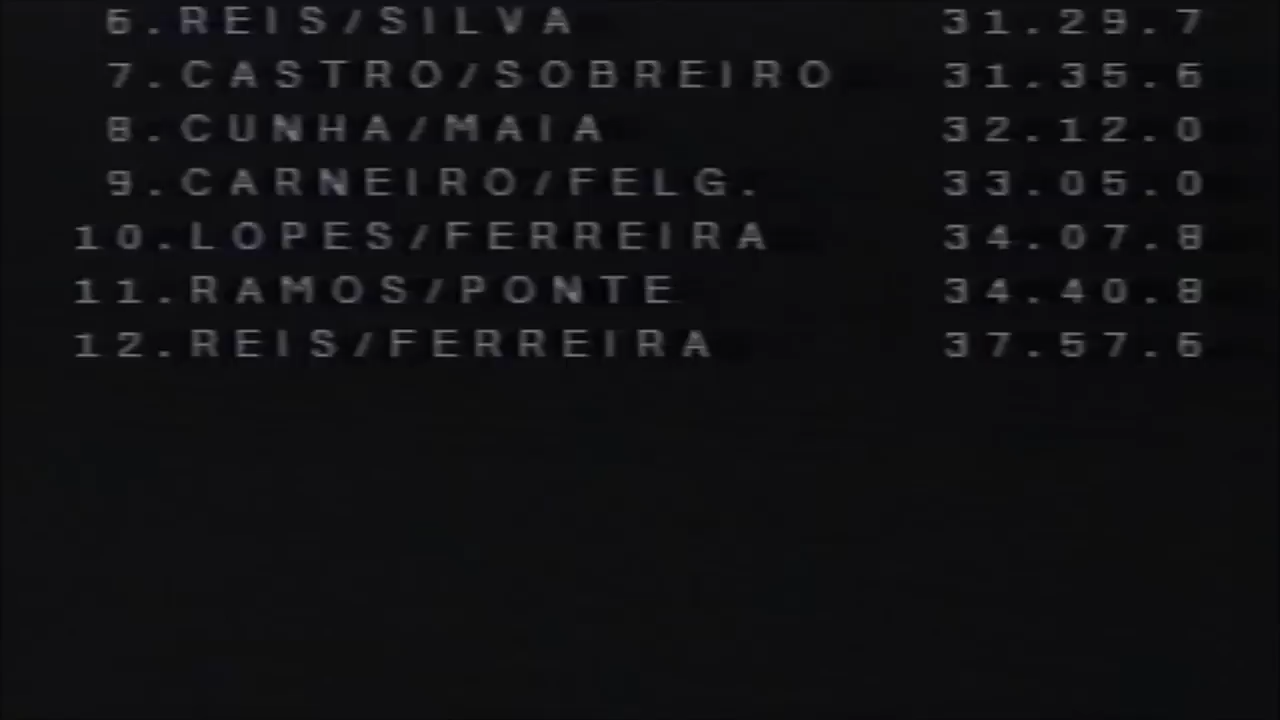 6.REIS/SILVA 31.29.7
7.CASTRO/SOBREIRO 31.35.6
8.CUNHA/MAIA 32.12.0
9.CARNEIRO/FELG. 33.05.0
10.LOPES/FERREIRA 34.07.8
11.RAMOS/PONTE 34.40.8
12.REIS/FERREIRA 37.57.6